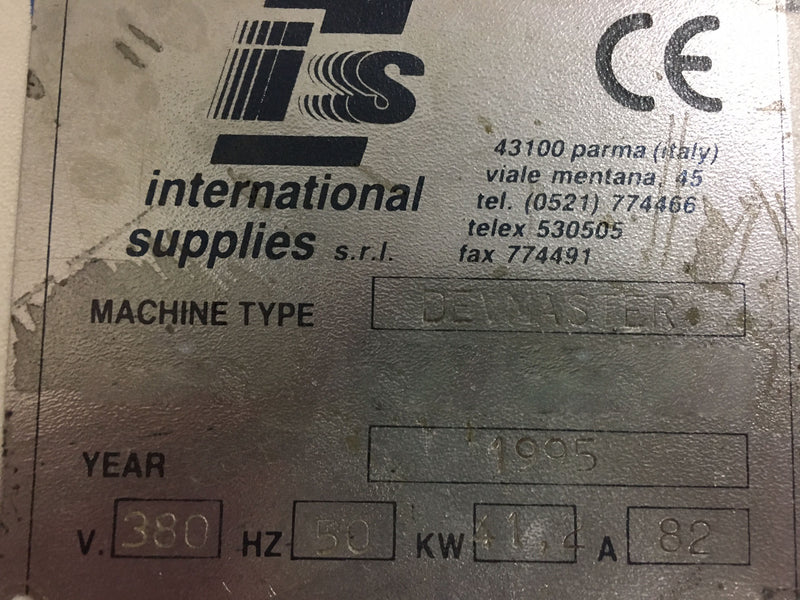 is
CE
international
supplies s.r.l.
43100 parma (italy)
viale mentana, 45
tel. (0521) 774466
telex 530505
fax 774491
MACHINE TYPE
YEAR 1995
V. 380 HZ 50 KW A 82